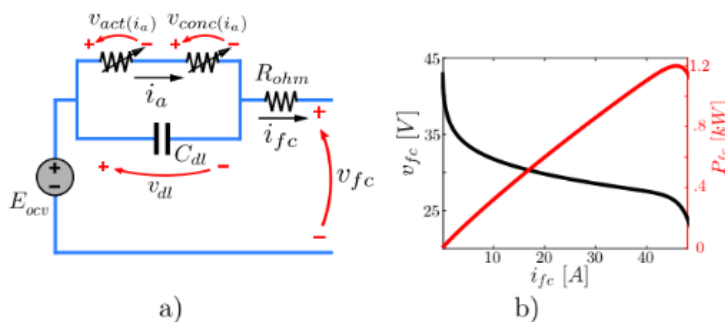 v_act(i_a) v_conc(i_a)
+ − + −
i_a
R_ohm
+
i_fc
C_dl
+ −
v_dl
v_fc
+
−
E_ocv
−
a)
45
35
25
v_fc [V]
10 20 30 40
i_fc [A]
1.2
.8
.4
0
P_fc [kW]
b)